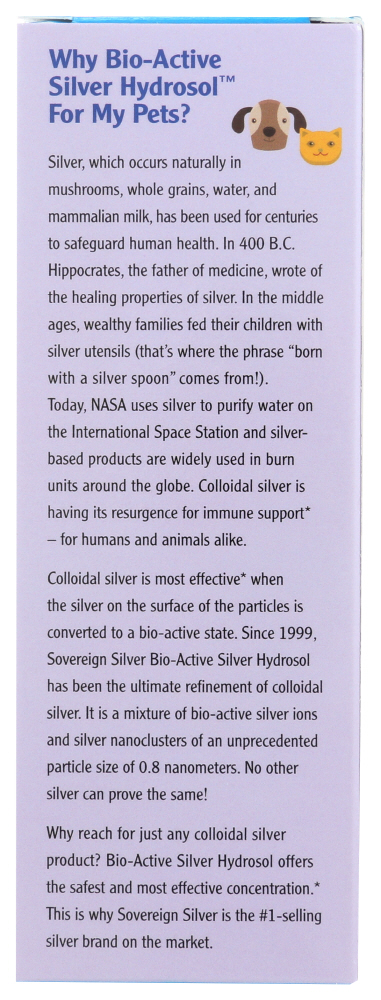 Why Bio-Active
Silver Hydrosol™
For My Pets?
Silver, which occurs naturally in
mushrooms, whole grains, water, and
mammalian milk, has been used for centuries
to safeguard human health. In 400 B.C.
Hippocrates, the father of medicine, wrote of
the healing properties of silver. In the middle
ages, wealthy families fed their children with
silver utensils (that's where the phrase “born
with a silver spoon” comes from!).
Today, NASA uses silver to purify water on
the International Space Station and silver-
based products are widely used in burn
units around the globe. Colloidal silver is
having its resurgence for immune support*
– for humans and animals alike.
Colloidal silver is most effective* when
the silver on the surface of the particles is
converted to a bio-active state. Since 1999,
Sovereign Silver Bio-Active Silver Hydrosol
has been the ultimate refinement of colloidal
silver. It is a mixture of bio-active silver ions
and silver nanoclusters of an unprecedented
particle size of 0.8 nanometers. No other
silver can prove the same!
Why reach for just any colloidal silver
product? Bio-Active Silver Hydrosol offers
the safest and most effective concentration.*
This is why Sovereign Silver is the #1-selling
silver brand on the market.